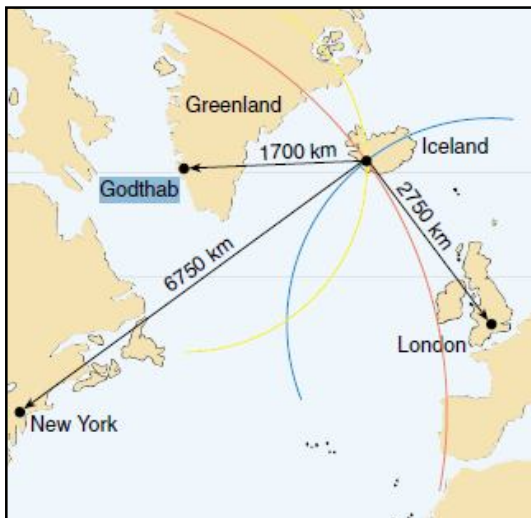 Greenland
Iceland
1700 km
Godthab
2750 km
6750 km
London
New York